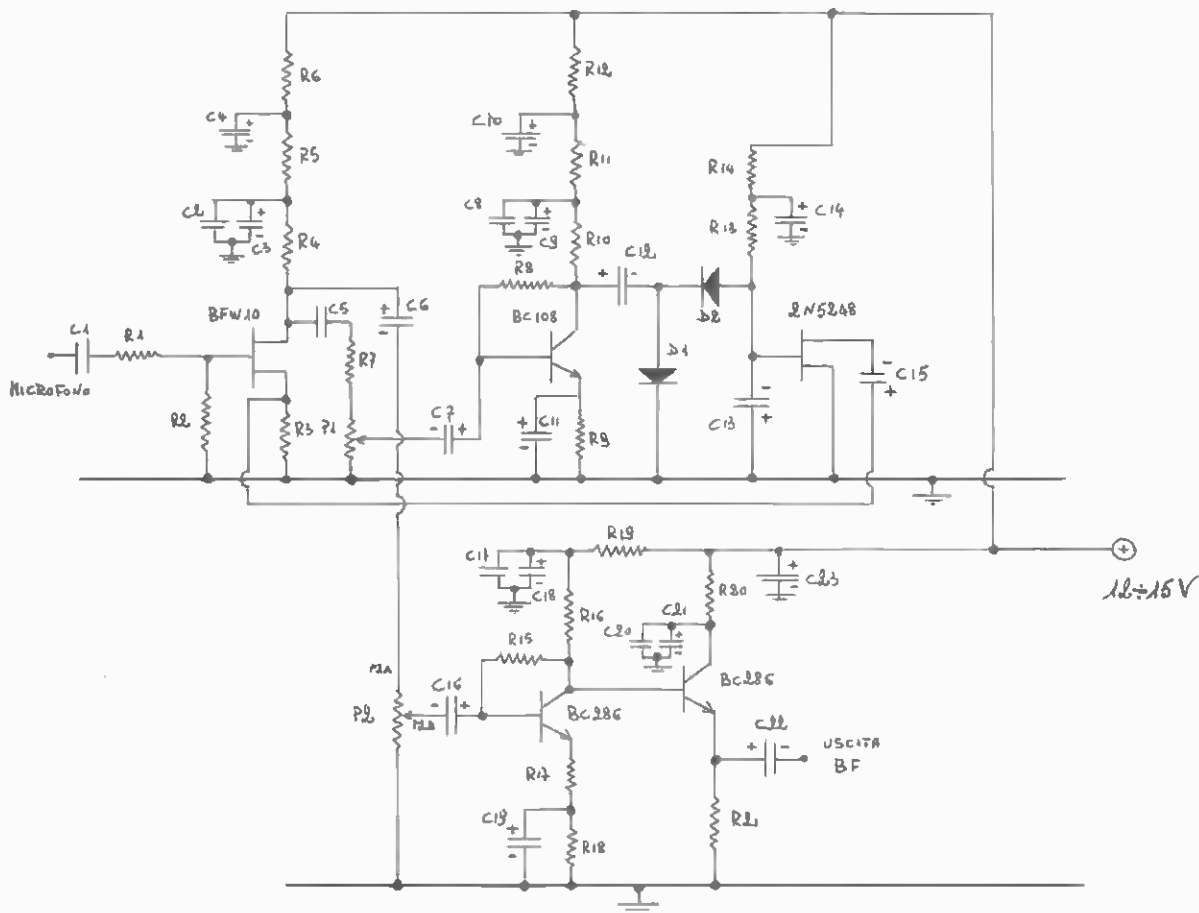 R6
R12
C4
+
-
C10
+
-
R5
R11
R14
C2
+
-
C3
R4
C8
+
-
C9
R10
R13
+
-
C14
C12
+
-
R8
BFW10
C5
+
-
C6
BC108
D2
2N5248
C1
R1
MICROFONO
R7
D1
-
+
C15
R2
R3
P1
C7
-
+
+
-
C11
R9
-
+
C13
R19
C17
+
-
C18
+
-
C23
+
12÷15V
R16
R20
C20
C21
+
-
R15
BC286
P2
C16
-
+
BC286
C22
+
-
USCITA
BF
R17
C19
+
-
R18
R21